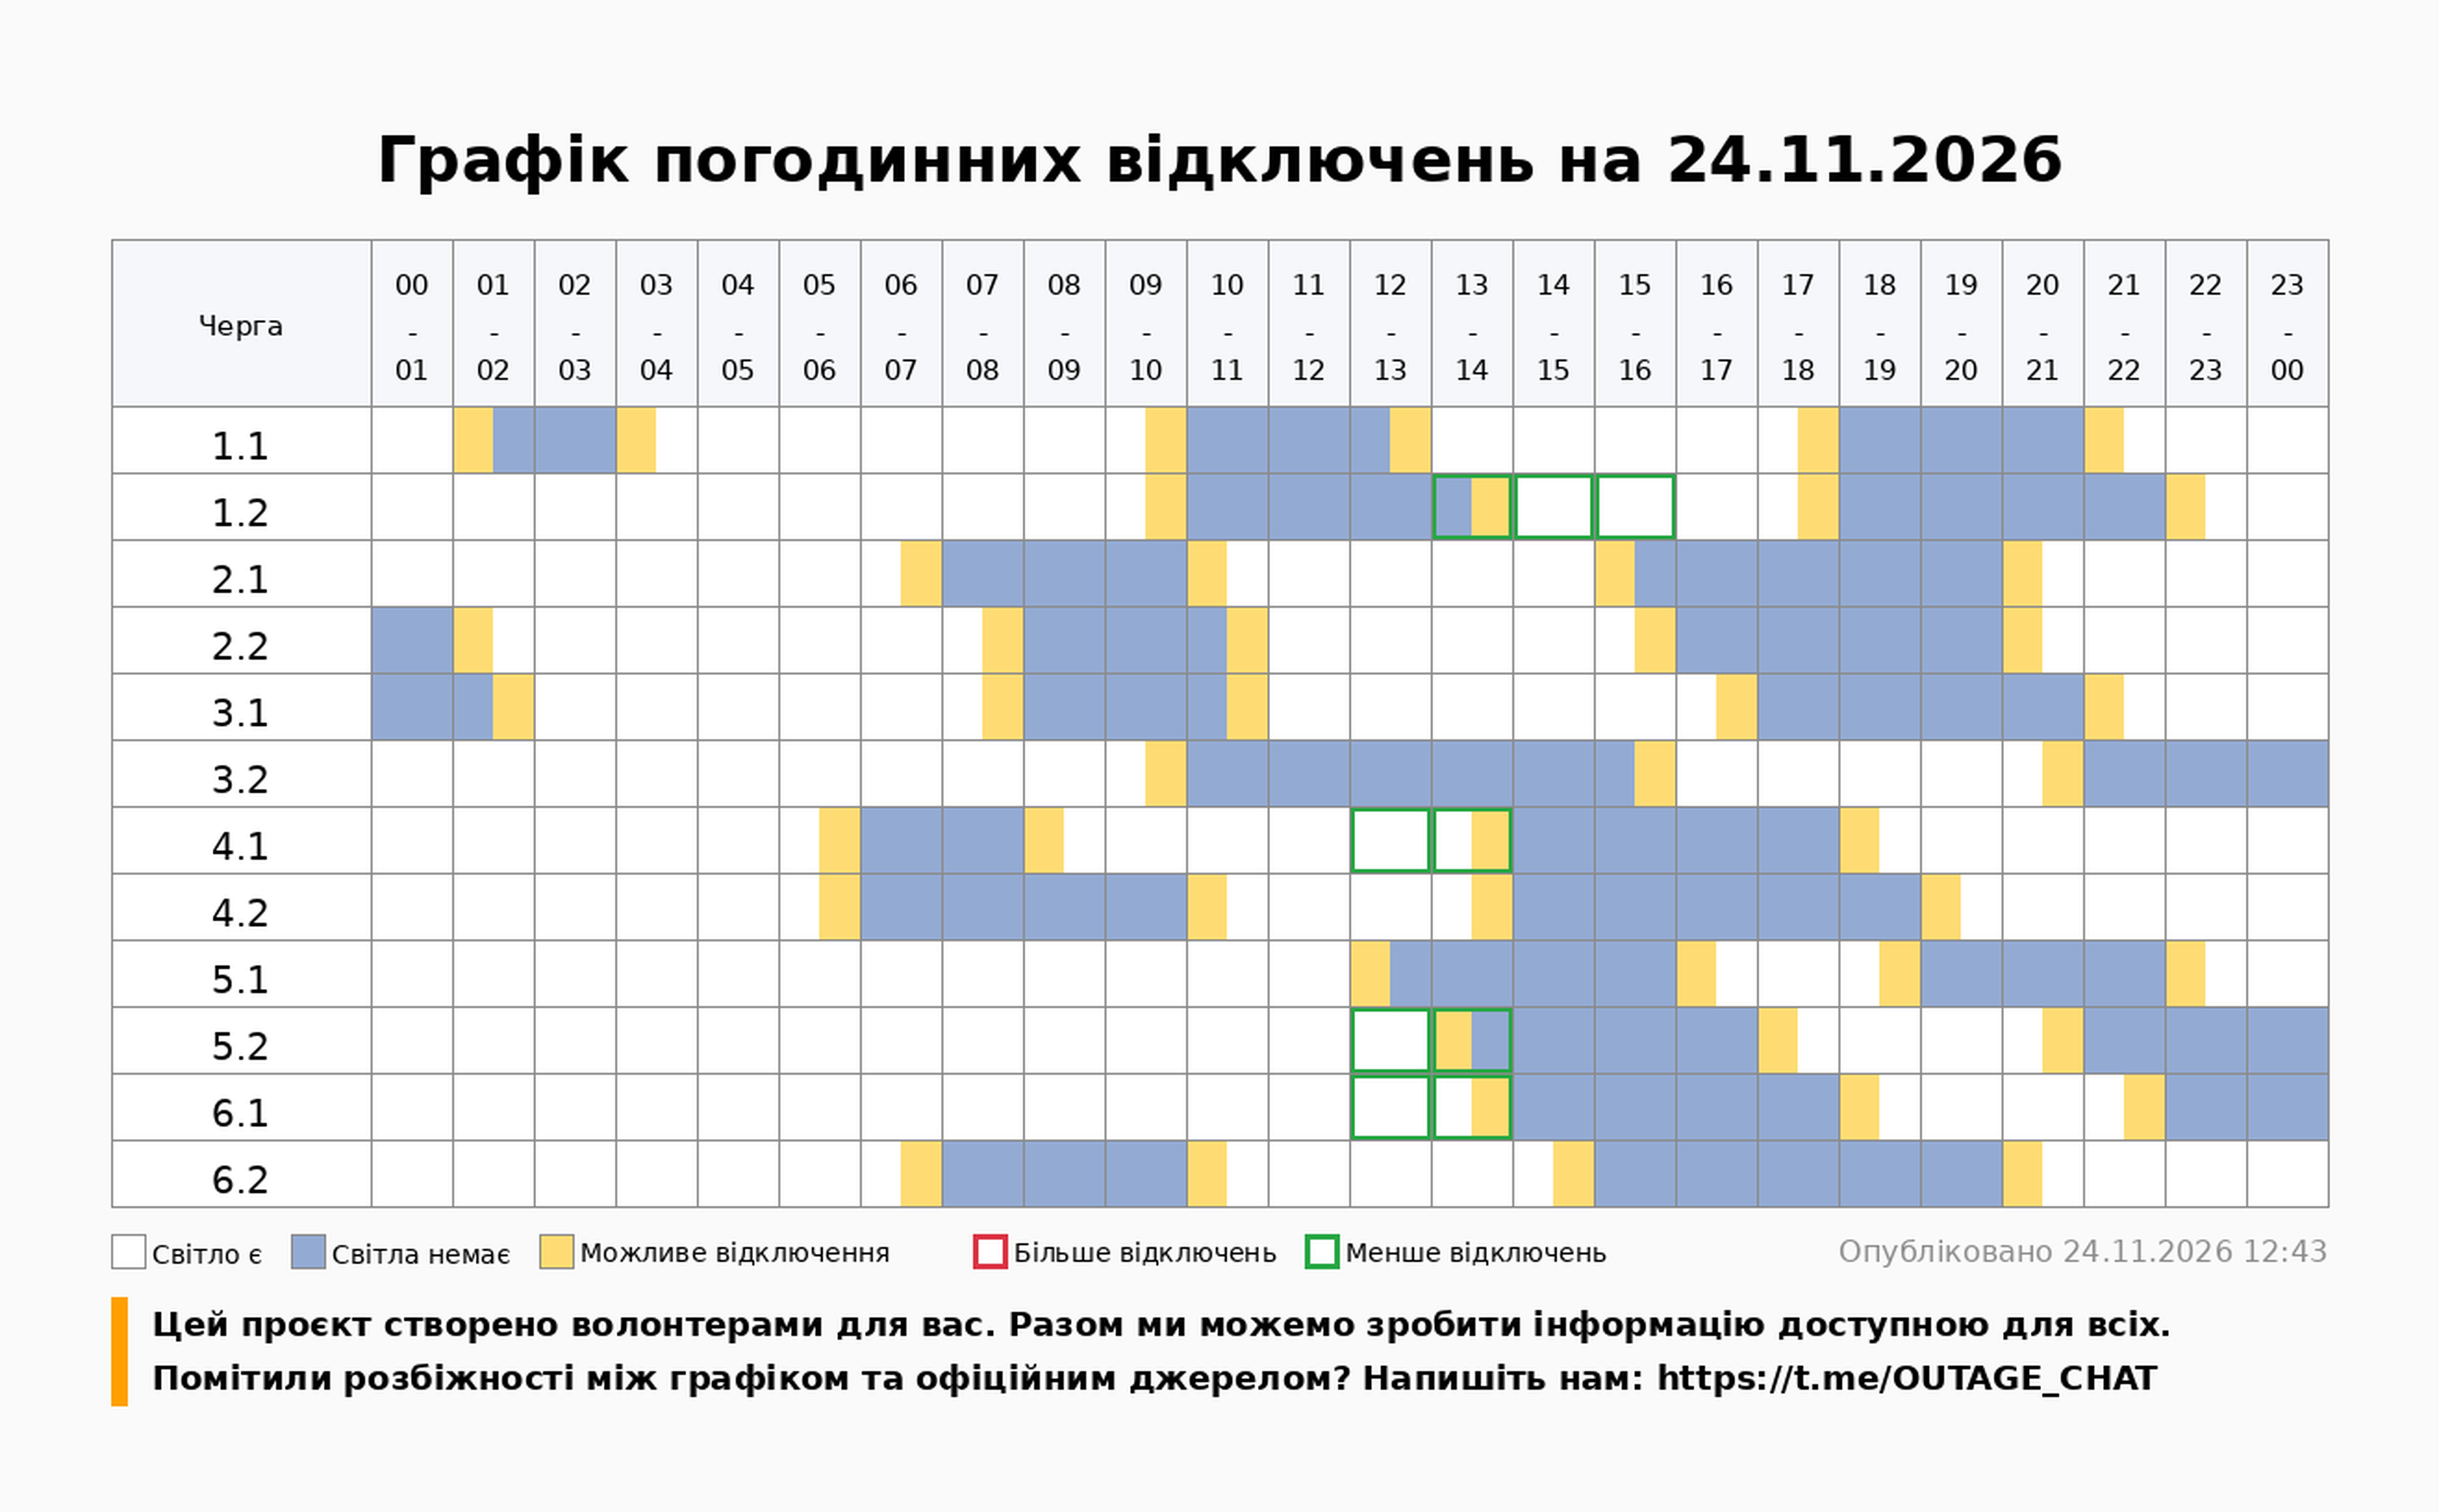 Графік погодинних відключень на 24.11.2026
Черга
00 - 01
01 - 02
02 - 03
03 - 04
04 - 05
05 - 06
06 - 07
07 - 08
08 - 09
09 - 10
10 - 11
11 - 12
12 - 13
13 - 14
14 - 15
15 - 16
16 - 17
17 - 18
18 - 19
19 - 20
20 - 21
21 - 22
22 - 23
23 - 00
1.1
1.2
2.1
2.2
3.1
3.2
4.1
4.2
5.1
5.2
6.1
6.2
Світло є
Світла немає
Можливе відключення
Більше відключень
Менше відключень
Опубліковано 24.11.2026 12:43
Цей проєкт створено волонтерами для вас. Разом ми можемо зробити інформацію доступною для всіх.
Помітили розбіжності між графіком та офіційним джерелом? Напишіть нам: https://t.me/OUTAGE_CHAT